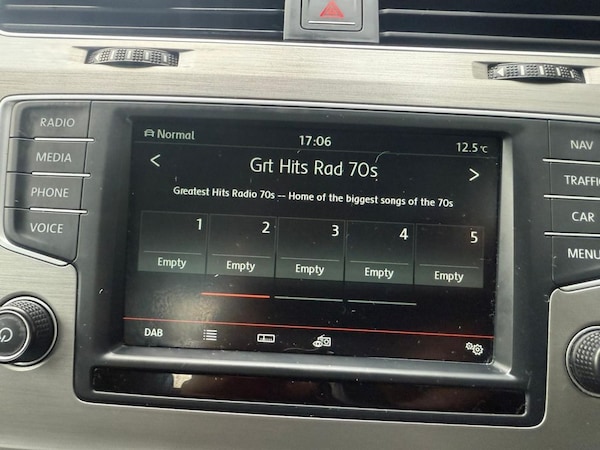 RADIO
MEDIA
PHONE
VOICE
Normal
17:06
12.5 °C
< Grt Hits Rad 70s >
Greatest Hits Radio 70s -- Home of the biggest songs of the 70s
1 2 3 4 5
Empty Empty Empty Empty Empty
DAB
NAV
TRAFFI
CAR
MENU